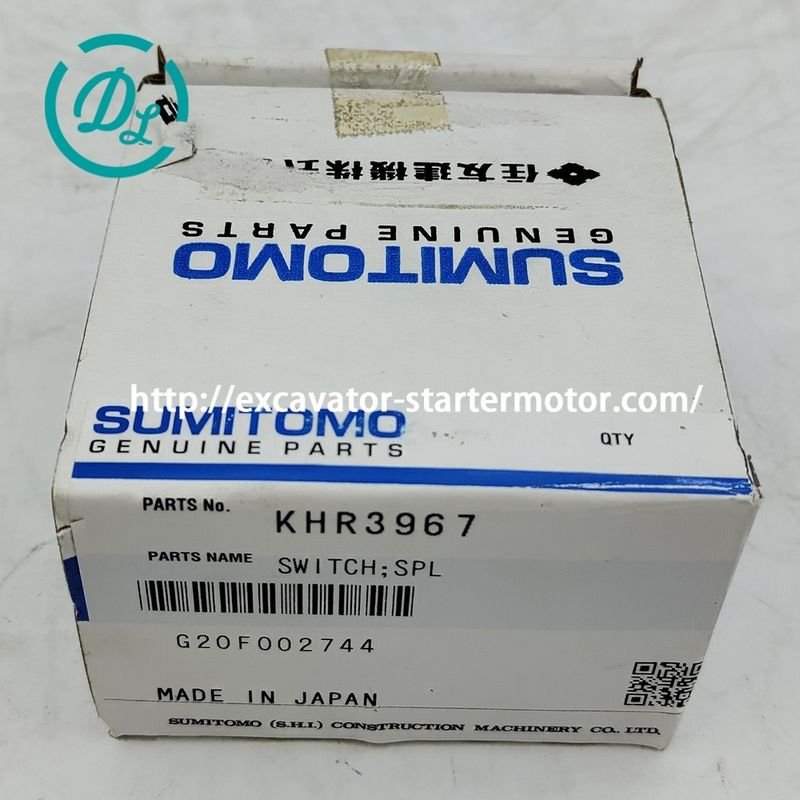 DL
住友建機株
GENUINE PARTS
SUMITOMO
http://excavator-startermotor.com/
SUMITOMO
GENUINE PARTS
QTY
PARTS No. KHR3967
PARTS NAME SWITCH;SPL
G20F002744
MADE IN JAPAN
SUMITOMO (S.H.I.) CONSTRUCTION MACHINERY CO., LTD.